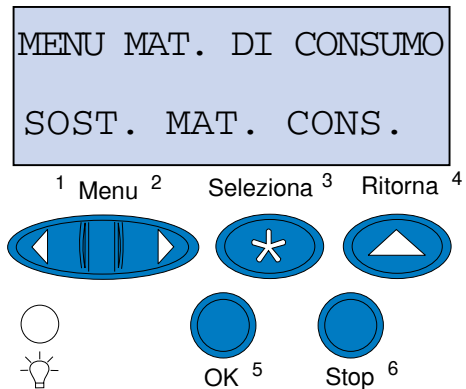 MENU MAT. DI CONSUMO
SOST. MAT. CONS.
1 Menu 2 Seleziona 3 Ritorna 4
OK 5 Stop 6